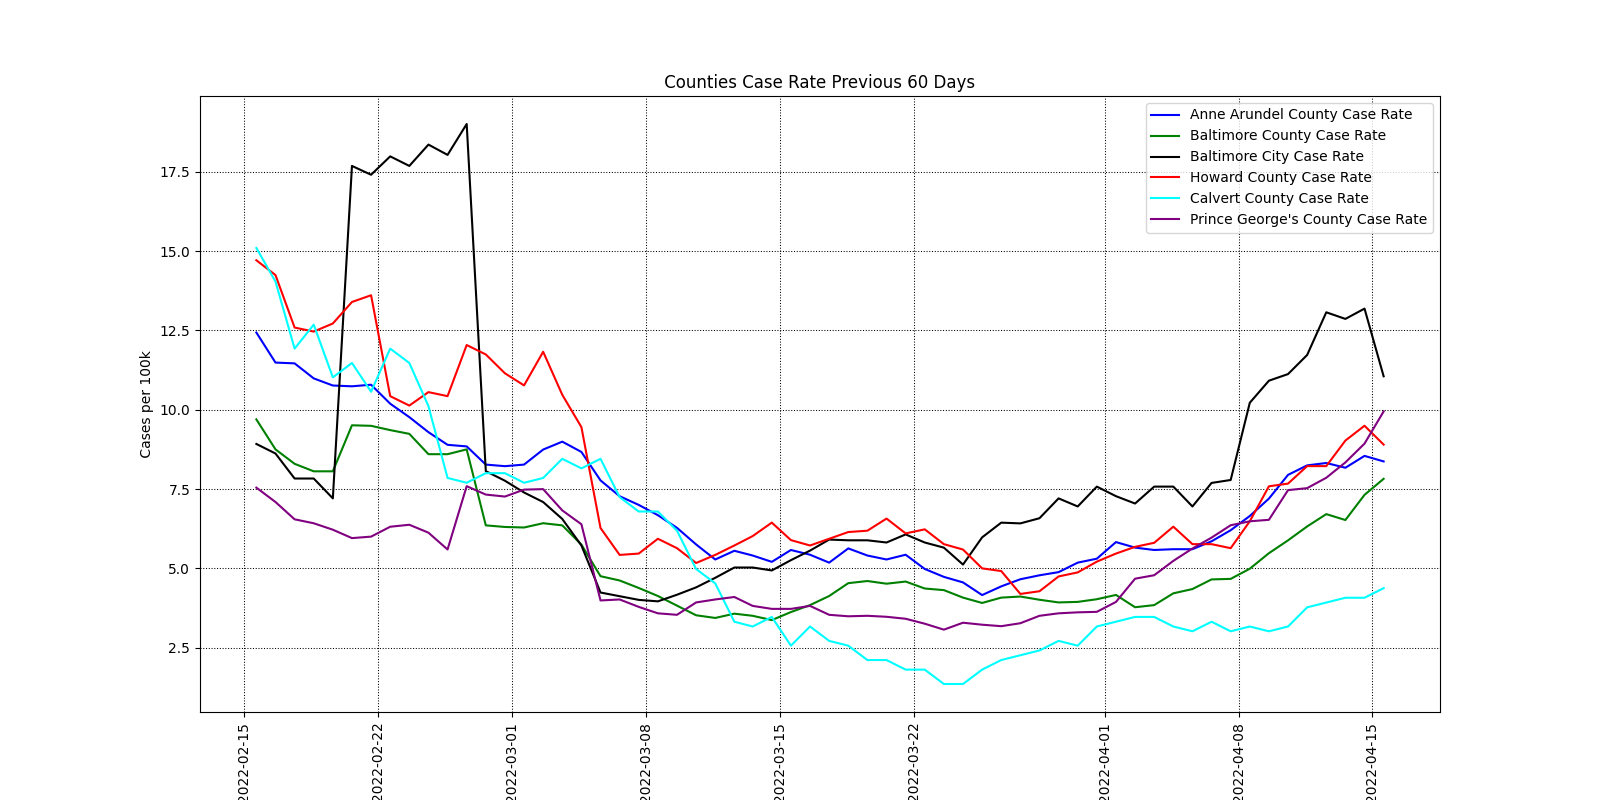 Counties Case Rate Previous 60 Days
Anne Arundel County Case Rate
Baltimore County Case Rate
Baltimore City Case Rate
Howard County Case Rate
Calvert County Case Rate
Prince George's County Case Rate
Cases per 100k
17.5
15.0
12.5
10.0
7.5
5.0
2.5
2022-02-15
2022-02-22
2022-03-01
2022-03-08
2022-03-15
2022-03-22
2022-04-01
2022-04-08
2022-04-15